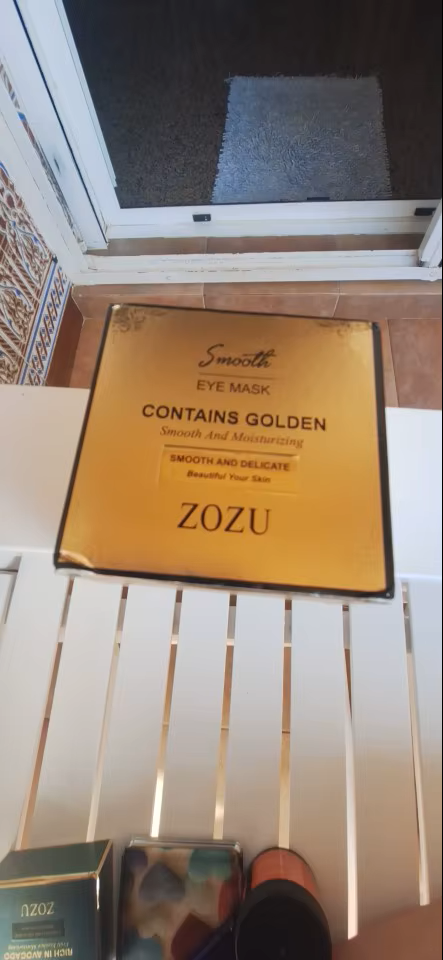 Smooth
EYE MASK
CONTAINS GOLDEN
Smooth And Moisturizing
SMOOTH AND DELICATE
Beautiful Your Skin
ZOZU
ZOZU
RICH IN AVOCADO